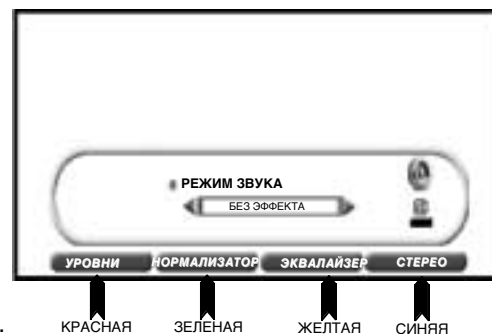 РЕЖИМ ЗВУКА
БЕЗ ЭФФЕКТА
УРОВНИ НОРМАЛИЗАТОР ЭКВАЛАЙЗЕР СТЕРЕО
. КРАСНАЯ ЗЕЛЕНАЯ ЖЕЛТАЯ СИНЯЯ